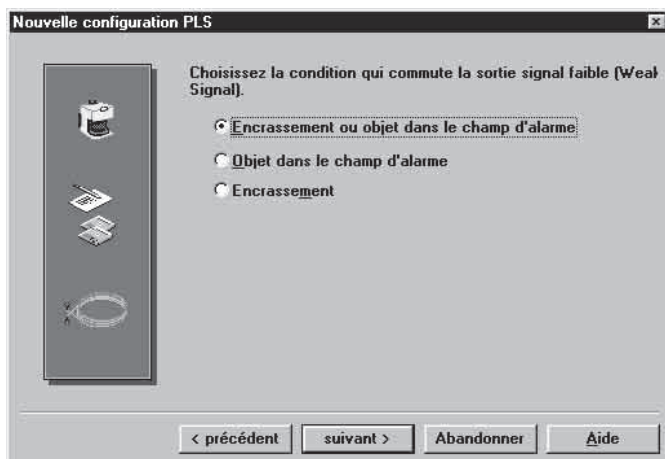 Nouvelle configuration PLS
Choisissez la condition qui commute la sortie signal faible (Weak
Signal).
Encrassement ou objet dans le champ d'alarme
Objet dans le champ d'alarme
Encrassement
< précédent
suivant >
Abandonner
Aide